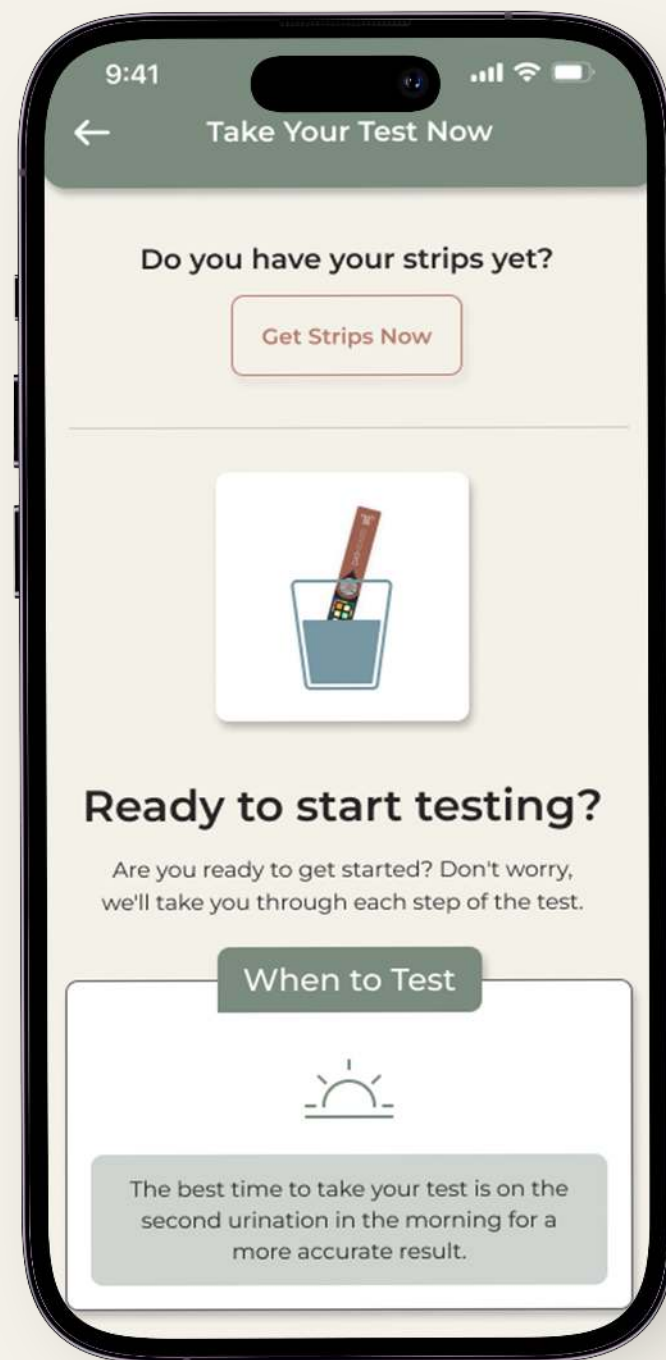 9:41
Take Your Test Now
Do you have your strips yet?
Get Strips Now
Ready to start testing?
Are you ready to get started? Don't worry,
we'll take you through each step of the test.
When to Test
The best time to take your test is on the
second urination in the morning for a
more accurate result.